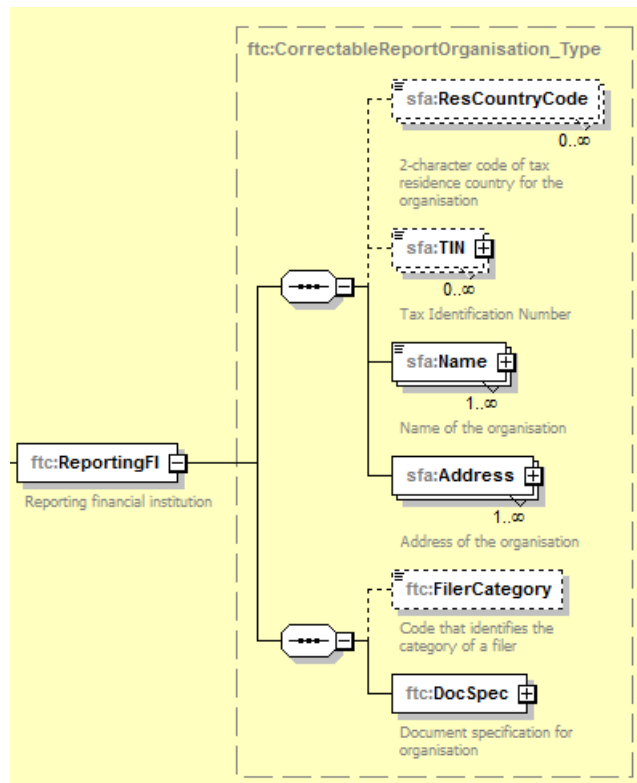 ftc:CorrectableReportOrganisation_Type
sfa:ResCountryCode
0..∞
2-character code of tax
residence country for the
organisation
sfa:TIN
0..∞
Tax Identification Number
sfa:Name
1..∞
Name of the organisation
sfa:Address
1..∞
Address of the organisation
ftc:ReportingFI
Reporting financial institution
ftc:FilerCategory
Code that identifies the
category of a filer
ftc:DocSpec
Document specification for
organisation